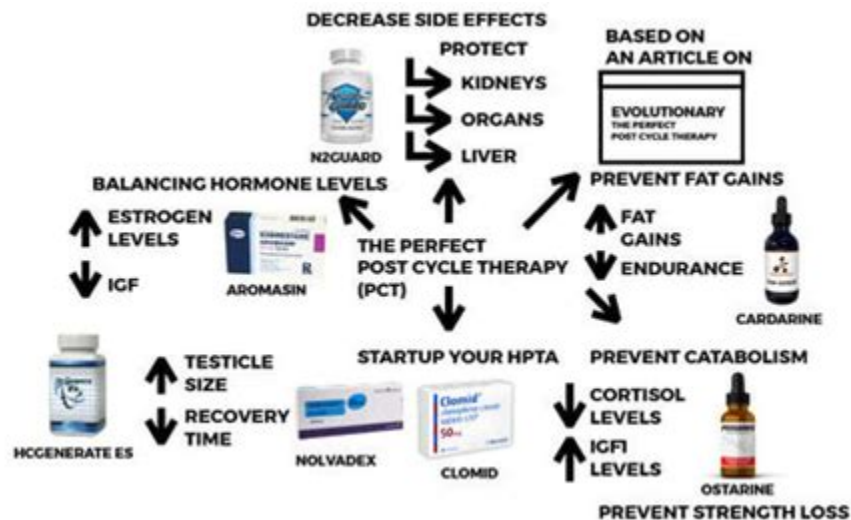 DECREASE SIDE EFFECTS
PROTECT
KIDNEYS
ORGANS
LIVER
N2GUARD
BASED ON
AN ARTICLE ON
EVOLUTIONARY
THE PERFECT
POST CYCLE THERAPY
BALANCING HORMONE LEVELS
ESTROGEN
LEVELS
IGF
AROMASIN
THE PERFECT
POST CYCLE THERAPY
(PCT)
PREVENT FAT GAINS
FAT
GAINS
ENDURANCE
CARDARINE
HCGENERATE ES
TESTICLE
SIZE
RECOVERY
TIME
STARTUP YOUR HPTA
NOLVADEX
Clomid
50mg
CLOMID
PREVENT CATABOLISM
CORTISOL
LEVELS
IGF1
LEVELS
OSTARINE
PREVENT STRENGTH LOSS